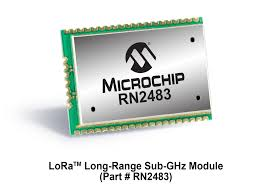 MICROCHIP
RN2483
LoRa™ Long-Range Sub-GHz Module
(Part # RN2483)